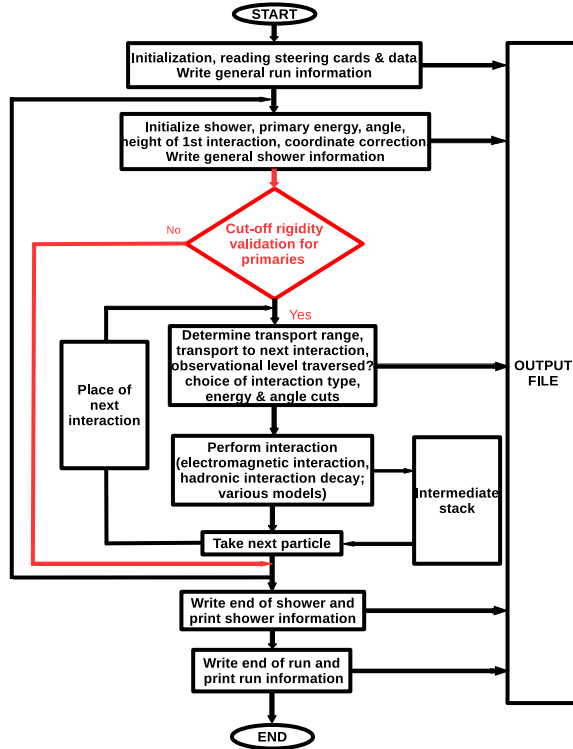 START
Initialization, reading steering cards & data
Write general run information
Initialize shower, primary energy, angle,
height of 1st interaction, coordinate correction
Write general shower information
No
Cut-off rigidity
validation for
primaries
Yes
Determine transport range,
transport to next interaction,
observational level traversed?
choice of interaction type,
energy & angle cuts
OUTPUT
FILE
Place of
next
interaction
Perform interaction
(electromagnetic interaction,
hadronic interaction decay;
various models)
Intermediate
stack
Take next particle
Write end of shower and
print shower information
Write end of run and
print run information
END